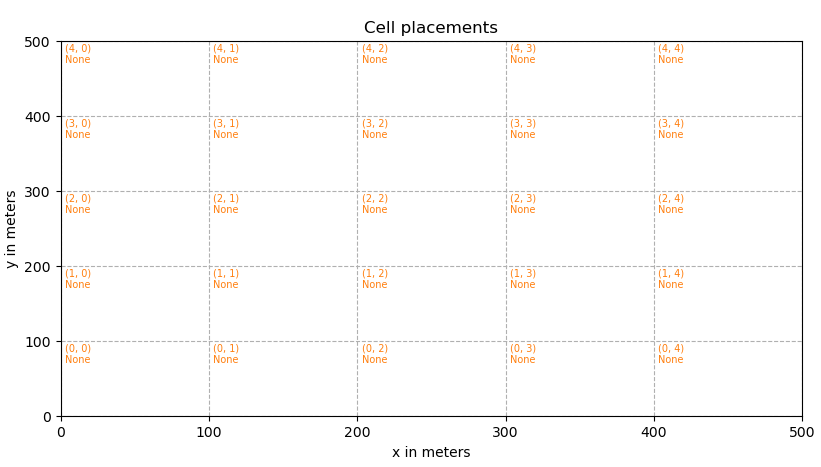 Cell placements
500
(4, 0) (4, 1) (4, 2) (4, 3) (4, 4)
None None None None None
400
(3, 0) (3, 1) (3, 2) (3, 3) (3, 4)
None None None None None
300
(2, 0) (2, 1) (2, 2) (2, 3) (2, 4)
None None None None None
y in meters
200
(1, 0) (1, 1) (1, 2) (1, 3) (1, 4)
None None None None None
100
(0, 0) (0, 1) (0, 2) (0, 3) (0, 4)
None None None None None
0
0 100 200 300 400 500
x in meters